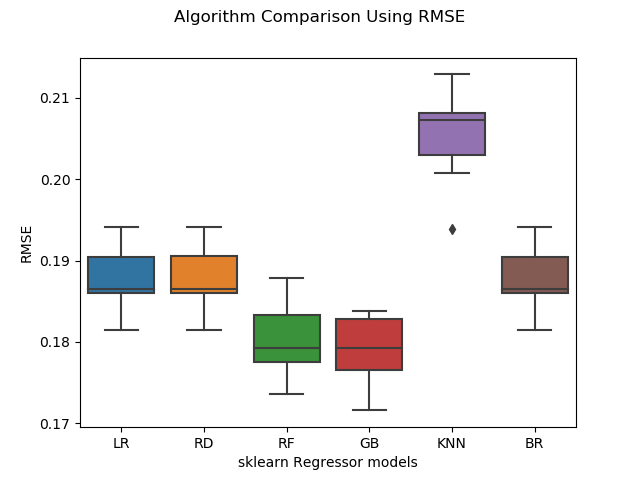 Algorithm Comparison Using RMSE
0.21
0.20
0.19
0.18
0.17
RMSE
LR RD RF GB KNN BR
sklearn Regressor models